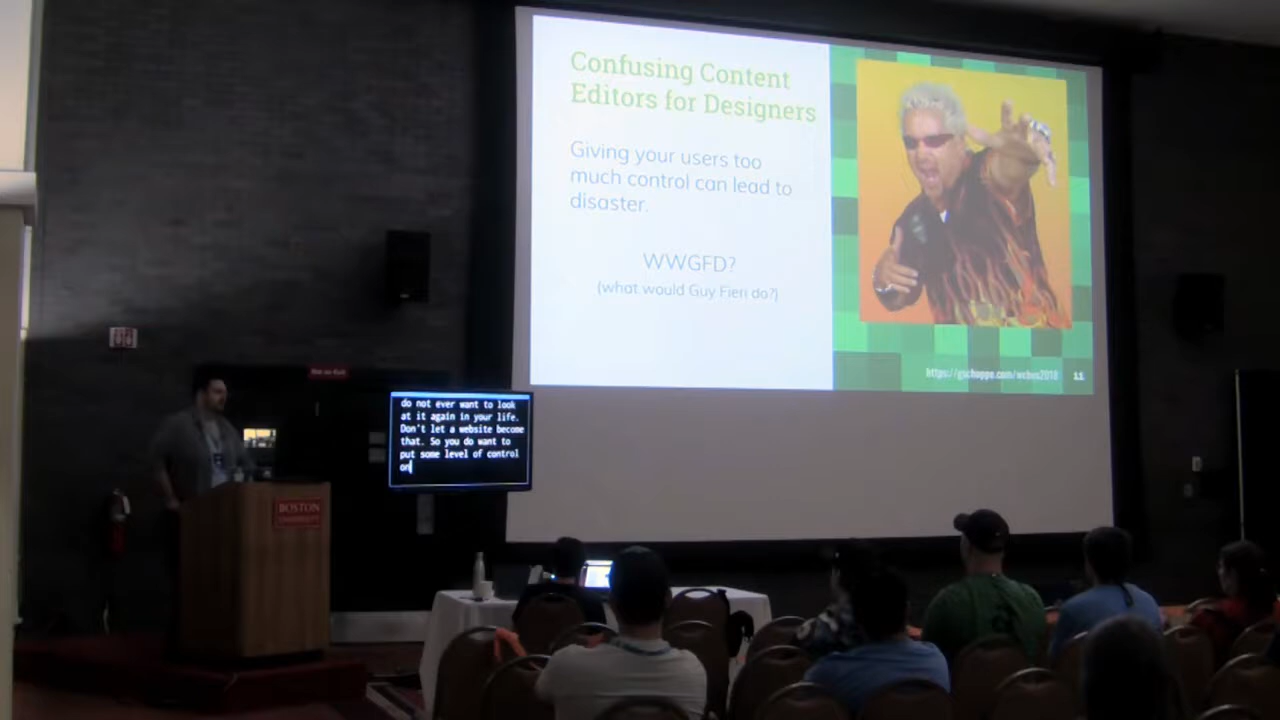 Confusing Content
Editors for Designers
Giving your users too
much control can lead to
disaster.
WWGFD?
(what would Guy Fieri do?)
https://gschoppe.com/wcbos2018
11
do not ever want to look
at it again in your life.
Don't let a website become
that. So you do want to
put some level of control
on
BOSTON
UNIVERSITY